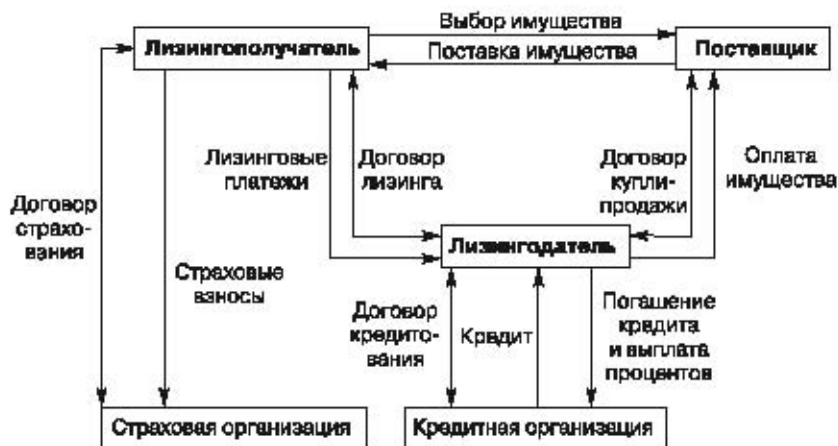 Выбор имущества
Лизингополучатель
Поставщик
Поставка имущества
Лизинговые
платежи
Договор
лизинга
Договор
купли-
продажи
Оплата
имущества
Договор
страхо-
вания
Лизингодатель
Страховые
взносы
Договор
кредито-
вания
Кредит
Погашение
кредита
и выплата
процентов
Страховая организация
Кредитная организация